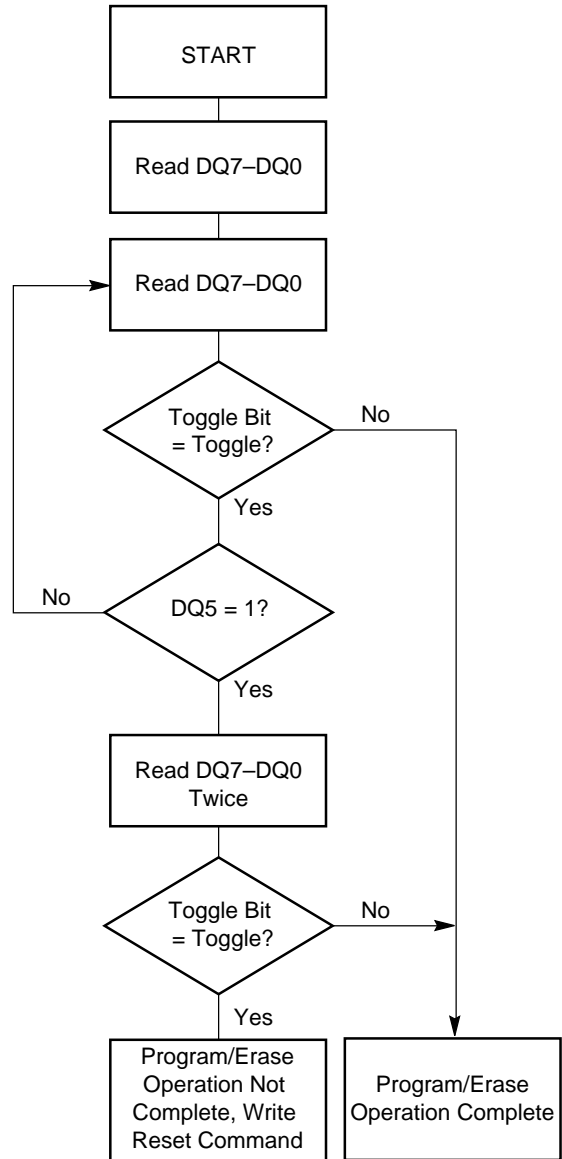 START
Read DQ7–DQ0
Read DQ7–DQ0
Toggle Bit
= Toggle?
No
Yes
No
DQ5 = 1?
Yes
Read DQ7–DQ0
Twice
Toggle Bit
= Toggle?
No
Yes
Program/Erase
Operation Not
Complete, Write
Reset Command
Program/Erase
Operation Complete